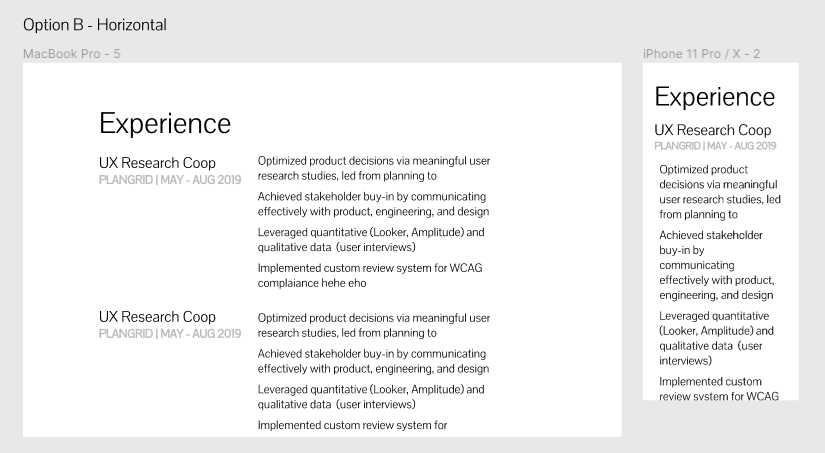 Option B - Horizontal
MacBook Pro - 5
Experience
UX Research Coop
PLANGRID | MAY - AUG 2019
Optimized product decisions via meaningful user
research studies, led from planning to
Achieved stakeholder buy-in by communicating
effectively with product, engineering, and design
Leveraged quantitative (Looker, Amplitude) and
qualitative data (user interviews)
Implemented custom review system for WCAG
complaiance hehe eho
UX Research Coop
PLANGRID | MAY - AUG 2019
Optimized product decisions via meaningful user
research studies, led from planning to
Achieved stakeholder buy-in by communicating
effectively with product, engineering, and design
Leveraged quantitative (Looker, Amplitude) and
qualitative data (user interviews)
Implemented custom review system for
iPhone 11 Pro / X - 2
Experience
UX Research Coop
PLANGRID | MAY - AUG 2019
Optimized product
decisions via meaningful
user research studies, led
from planning to
Achieved stakeholder
buy-in by
communicating
effectively with product,
engineering, and design
Leveraged quantitative
(Looker, Amplitude) and
qualitative data (user
interviews)
Implemented custom
review system for WCAG